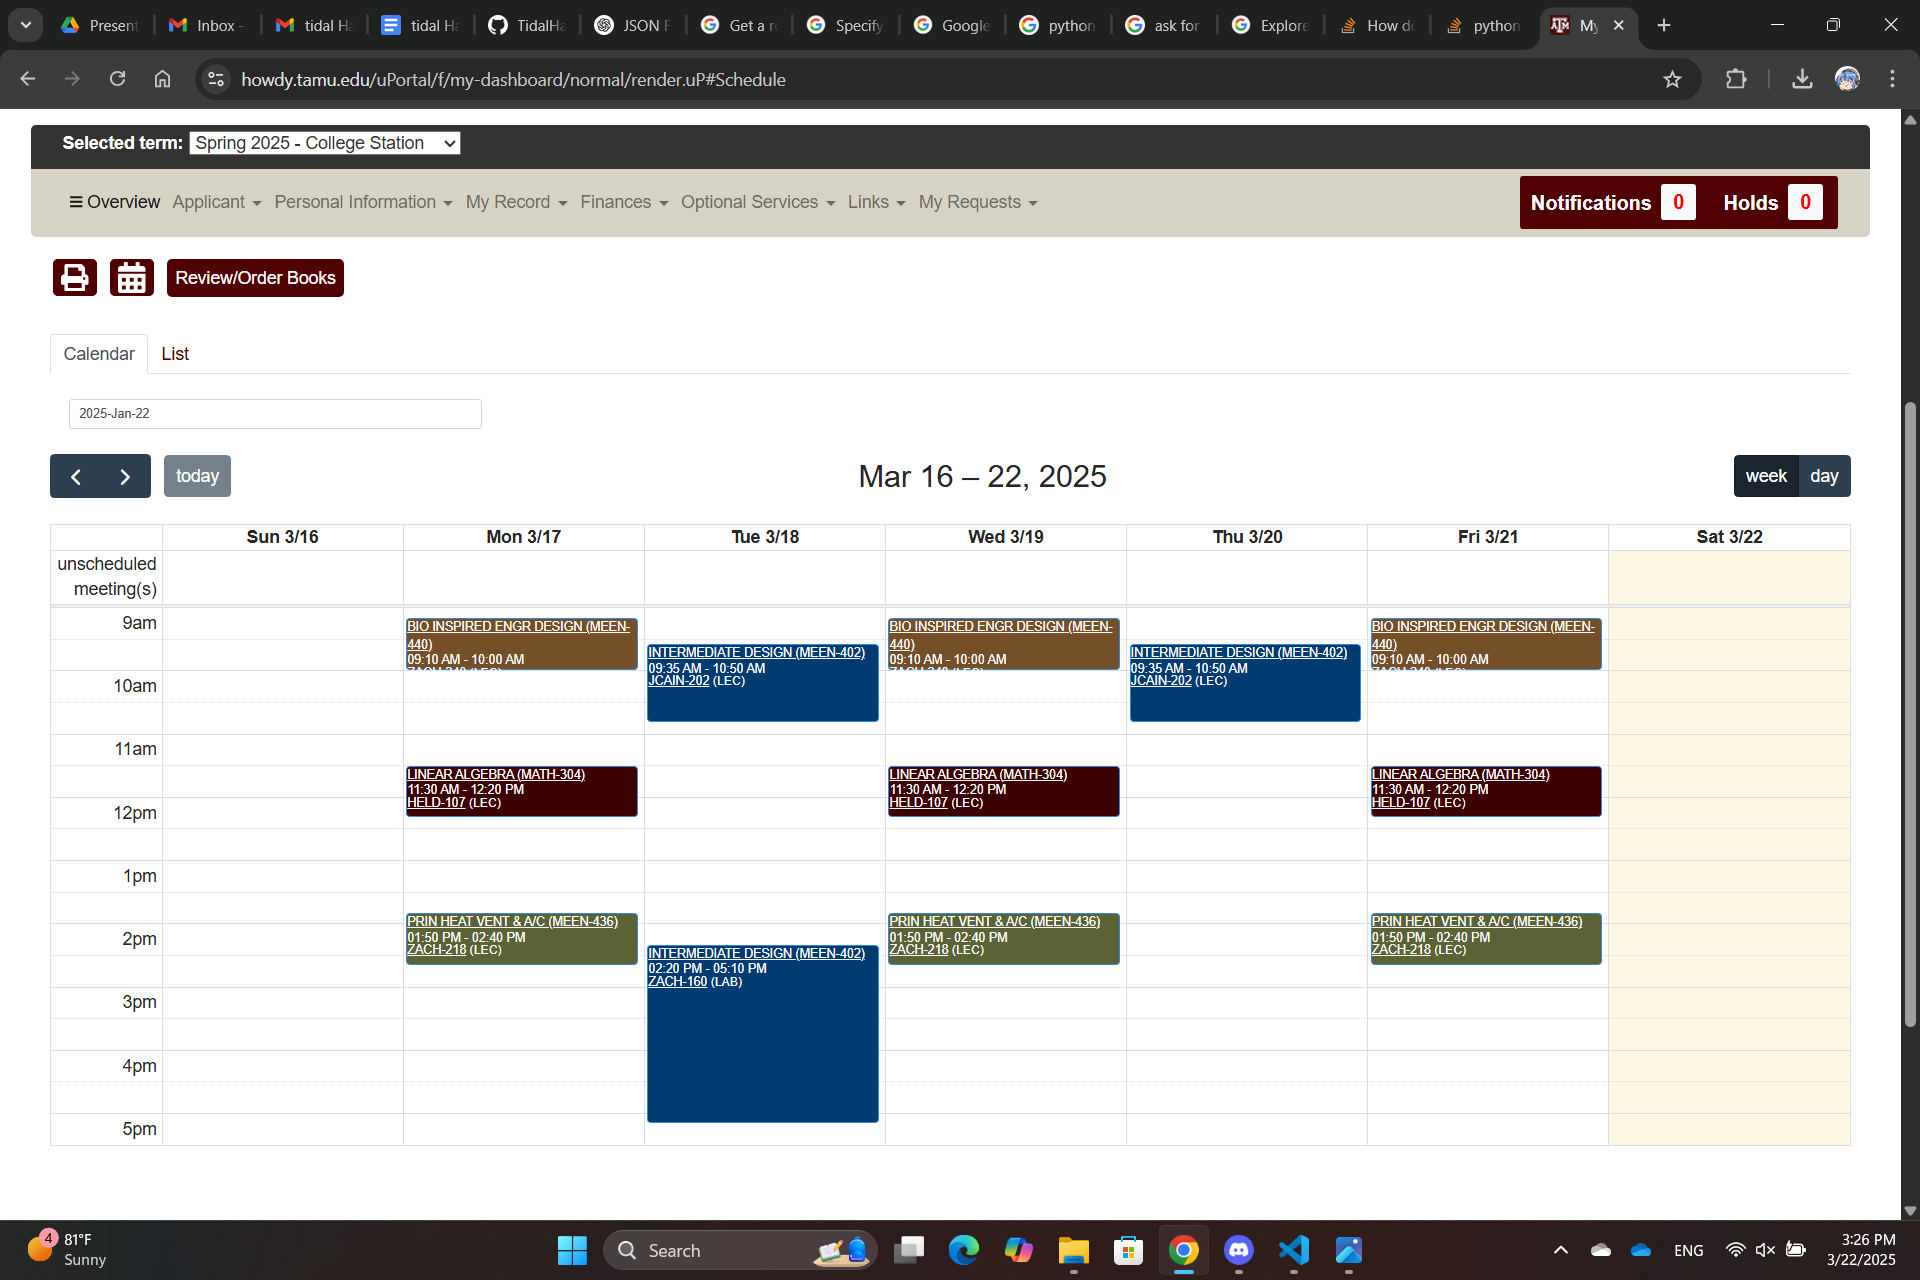 Present
Inbox -
tidal Ha
tidal Ha
TidalHa
JSON F
Get a ro
Specify
Google
python
ask for
Explore
How do
python
My
howdy.tamu.edu/uPortal/f/my-dashboard/normal/render.uP#Schedule
Selected term: Spring 2025 - College Station
Overview Applicant Personal Information My Record Finances Optional Services Links My Requests
Notifications 0 Holds 0
Review/Order Books
Calendar List
2025-Jan-22
today
Mar 16 – 22, 2025
week day
Sun 3/16 Mon 3/17 Tue 3/18 Wed 3/19 Thu 3/20 Fri 3/21 Sat 3/22
unscheduled
meeting(s)
9am
10am
11am
12pm
1pm
2pm
3pm
4pm
5pm
BIO INSPIRED ENGR DESIGN (MEEN-
440)
09:10 AM - 10:00 AM
LINEAR ALGEBRA (MATH-304)
11:30 AM - 12:20 PM
HELD-107 (LEC)
PRIN HEAT VENT & A/C (MEEN-436)
01:50 PM - 02:40 PM
ZACH-218 (LEC)
INTERMEDIATE DESIGN (MEEN-402)
09:35 AM - 10:50 AM
JCAIN-202 (LEC)
INTERMEDIATE DESIGN (MEEN-402)
02:20 PM - 05:10 PM
ZACH-160 (LAB)
BIO INSPIRED ENGR DESIGN (MEEN-
440)
09:10 AM - 10:00 AM
LINEAR ALGEBRA (MATH-304)
11:30 AM - 12:20 PM
HELD-107 (LEC)
PRIN HEAT VENT & A/C (MEEN-436)
01:50 PM - 02:40 PM
ZACH-218 (LEC)
INTERMEDIATE DESIGN (MEEN-402)
09:35 AM - 10:50 AM
JCAIN-202 (LEC)
BIO INSPIRED ENGR DESIGN (MEEN-
440)
09:10 AM - 10:00 AM
LINEAR ALGEBRA (MATH-304)
11:30 AM - 12:20 PM
HELD-107 (LEC)
PRIN HEAT VENT & A/C (MEEN-436)
01:50 PM - 02:40 PM
ZACH-218 (LEC)
4
81°F
Sunny
Search
ENG
3:26 PM
3/22/2025